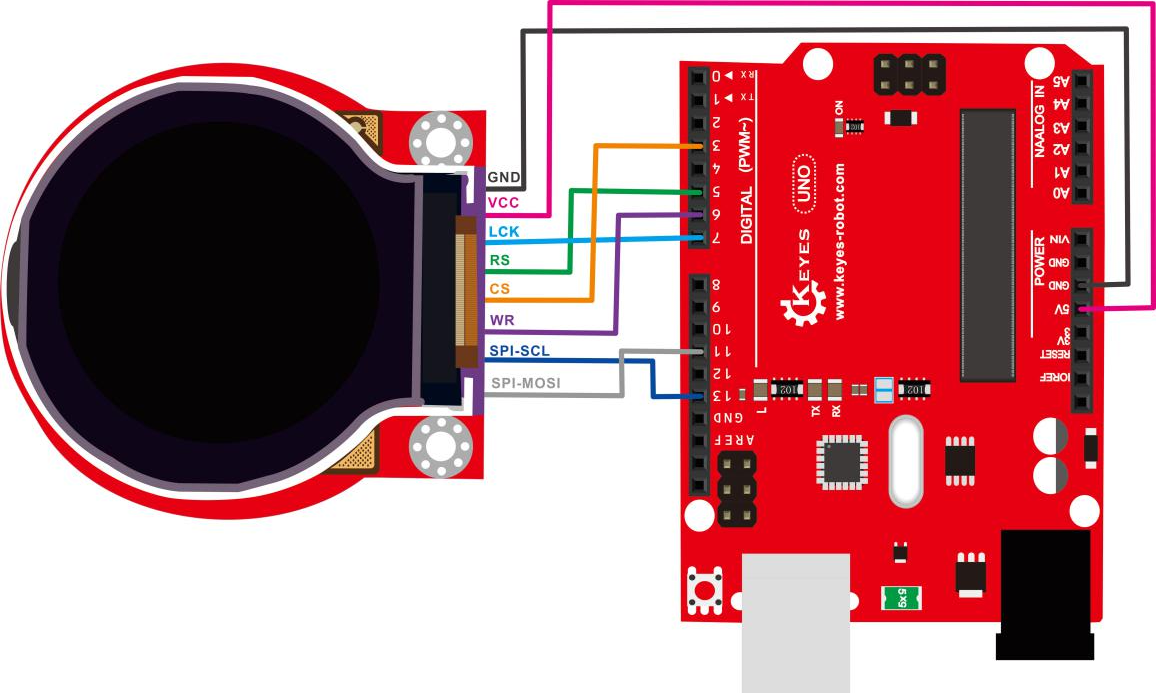 GND
VCC
LCK
RS
CS
WR
SPI-SCL
SPI-MOSI
0 ◄ RX
1 ► TX
2
3
4
5
6
7
8
9
10
11
12
13
GND
AREF
DIGITAL (PWM~)
KEYES UNO
www.keyes-robot.com
ON
102
L
102
TX
RX
102
5x9
NAALOG IN
A5
A4
A3
A2
A1
A0
POWER
VIN
GND
GND
5V
3V3
RESET
IOREF